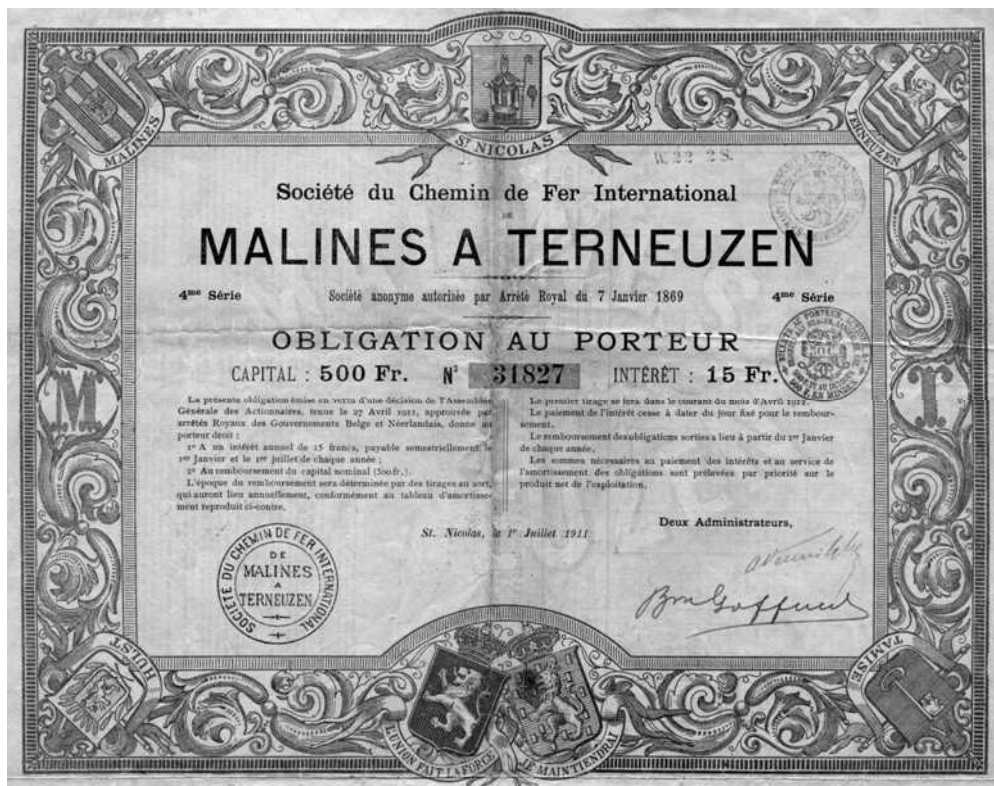 ST NICOLAS
MALINES
TERNEUZEN
W. 22 28.
Société du Chemin de Fer International
DE
MALINES A TERNEUZEN
4me Série
Société anonyme autorisée par Arrêté Royal du 7 Janvier 1869
4me Série
OBLIGATION AU PORTEUR
CAPITAL : 500 Fr. N° 31827 INTÉRÊT : 15 Fr.
La présente obligation émise en vertu d'une décision de l'Assemblée
Générale des Actionnaires, tenue le 27 Avril 1911, approuvée par
arrêtés Royaux des Gouvernements Belge et Néerlandais, donne au
porteur droit :
1° A un intérêt annuel de 15 francs, payable semestriellement le
1er Janvier et le 1er juillet de chaque année ;
2° Au remboursement du capital nominal (500 fr.).
L'époque du remboursement sera déterminée par des tirages au sort,
qui auront lieu annuellement, conformément au tableau d'amortisse-
ment reproduit ci-contre.
Le premier tirage se fera dans le courant du mois d'Avril 1912.
Le paiement de l'intérêt cesse à dater du jour fixé pour le rembour-
sement.
Le remboursement des obligations sorties a lieu à partir du 1er Janvier
de chaque année.
Les sommes nécessaires au paiement des intérêts et au service de
l'amortissement des obligations sont prélevées par priorité sur le
produit net de l'exploitation.
St. Nicolas, le 1r Juillet 1911.
Deux Administrateurs,
SOCIÉTÉ DU CHEMIN DE FER INTERNATIONAL
DE
MALINES
A
TERNEUZEN
M
T
HULST
TAMISE
L'UNION FAIT LA FORCE
JE MAINTIENDRAI